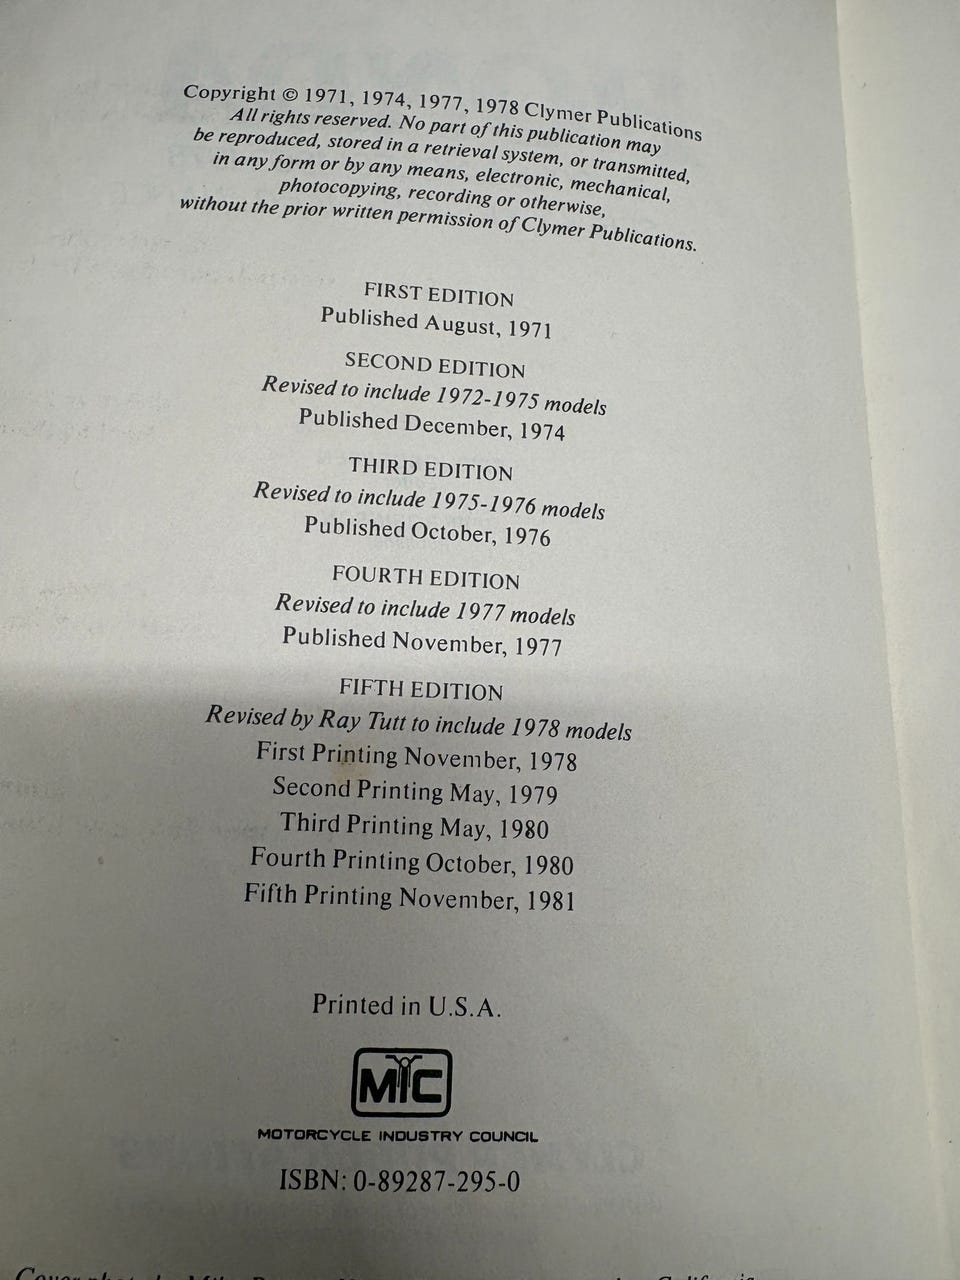 Copyright © 1971, 1974, 1977, 1978 Clymer Publications
All rights reserved. No part of this publication may
be reproduced, stored in a retrieval system, or transmitted,
in any form or by any means, electronic, mechanical,
photocopying, recording or otherwise,
without the prior written permission of Clymer Publications.
FIRST EDITION
Published August, 1971
SECOND EDITION
Revised to include 1972-1975 models
Published December, 1974
THIRD EDITION
Revised to include 1975-1976 models
Published October, 1976
FOURTH EDITION
Revised to include 1977 models
Published November, 1977
FIFTH EDITION
Revised by Ray Tutt to include 1978 models
First Printing November, 1978
Second Printing May, 1979
Third Printing May, 1980
Fourth Printing October, 1980
Fifth Printing November, 1981
Printed in U.S.A.
MIC
MOTORCYCLE INDUSTRY COUNCIL
ISBN: 0-89287-295-0
Cover photo by